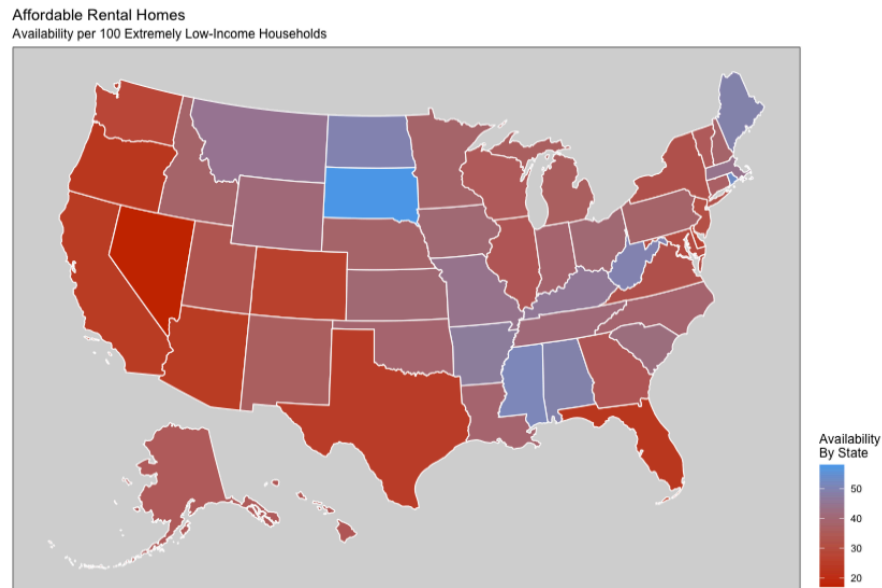 Affordable Rental Homes
Availability per 100 Extremely Low-Income Households
Availability
By State
50
40
30
20